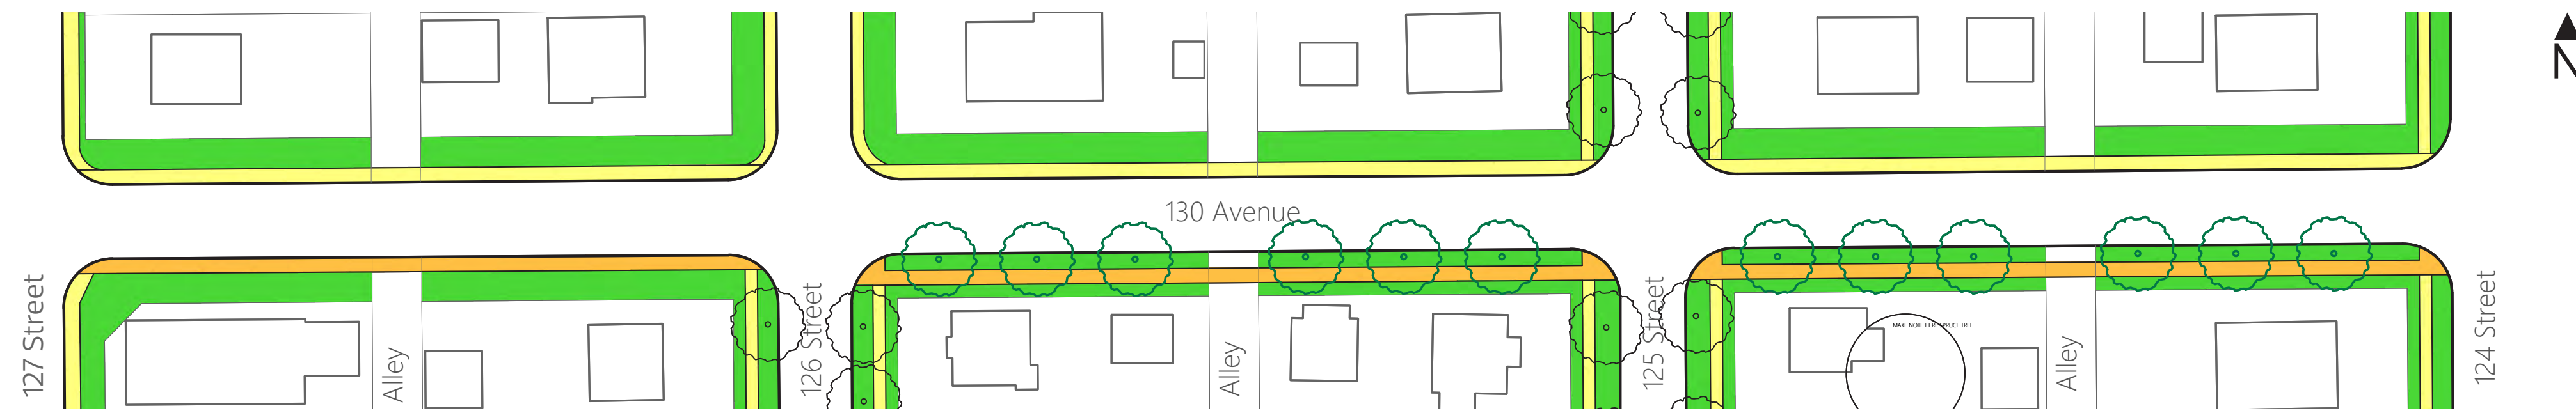 N
130 Avenue
127 Street
Alley
126 Street
Alley
125 Street
MAKE NOTE HERE SPRUCE TREE
Alley
124 Street